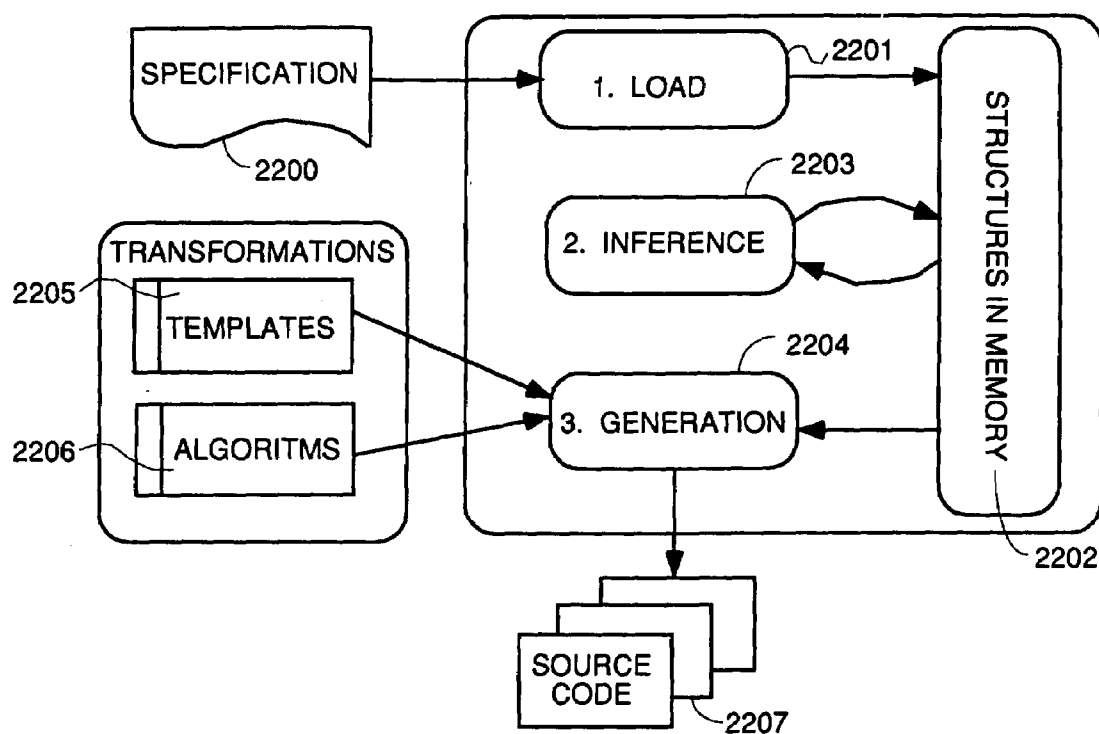 SPECIFICATION
2200
1. LOAD
2201
STRUCTURES IN MEMORY
2202
2. INFERENCE
2203
TRANSFORMATIONS
2205
TEMPLATES
2206
ALGORITMS
2204
3. GENERATION
SOURCE
CODE
2207